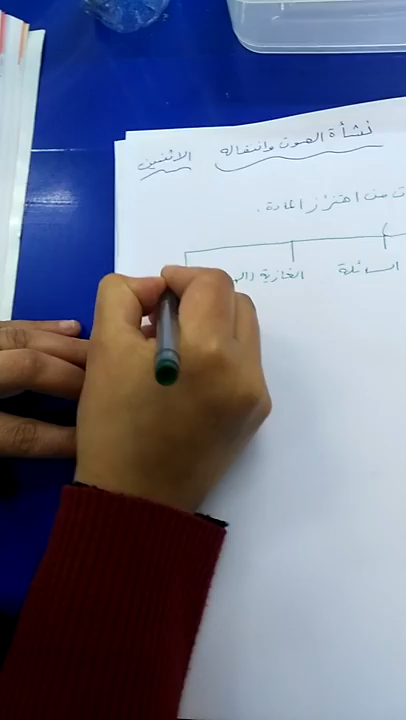 نشأة الصوت وانتقاله الاثنين
من اهتزاز المادة.
السائلة الغازية